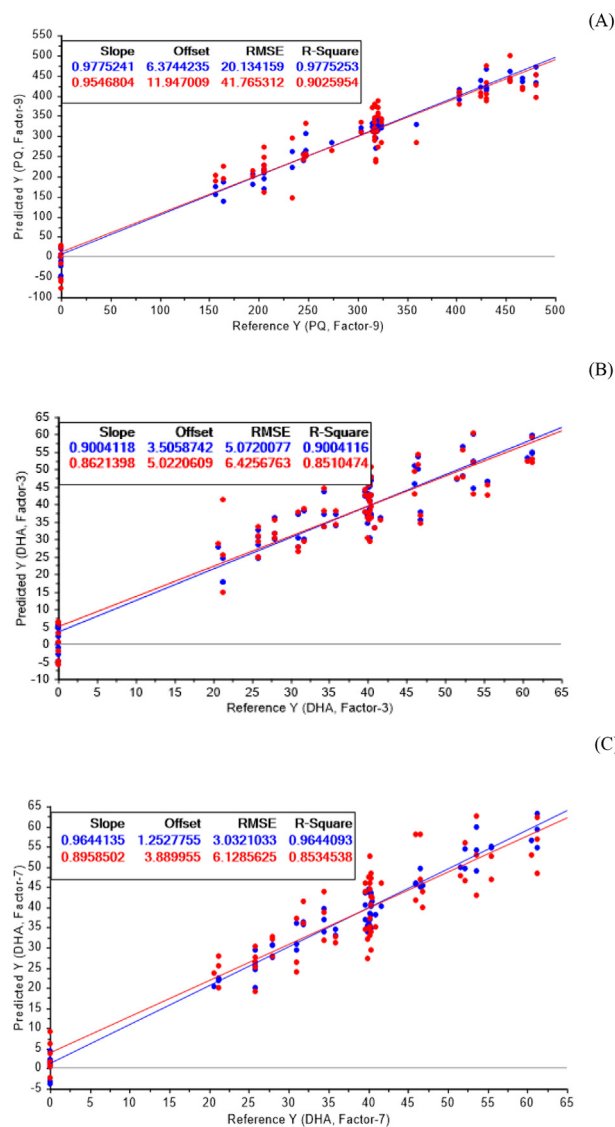 (A)
Slope Offset RMSE R-Square
0.9775241 6.3744235 20.134159 0.9775253
0.9546804 11.947009 41.765312 0.9025954
550
500
450
400
350
300
250
200
150
100
50
0
-50
-100
Predicted Y (PQ, Factor-9)
0 50 100 150 200 250 300 350 400 450 500
Reference Y (PQ, Factor-9)
(B)
Slope Offset RMSE R-Square
0.9004118 3.5058742 5.0720077 0.9004116
0.8621398 5.0220609 6.4256763 0.8510474
65
60
55
50
45
40
35
30
25
20
15
10
5
0
-5
-10
Predicted Y (DHA, Factor-3)
0 5 10 15 20 25 30 35 40 45 50 55 60 65
Reference Y (DHA, Factor-3)
(C)
Slope Offset RMSE R-Square
0.9644135 1.2527755 3.0321033 0.9644093
0.8958502 3.889955 6.1285625 0.8534538
65
60
55
50
45
40
35
30
25
20
15
10
5
0
-5
Predicted Y (DHA, Factor-7)
0 5 10 15 20 25 30 35 40 45 50 55 60 65
Reference Y (DHA, Factor-7)